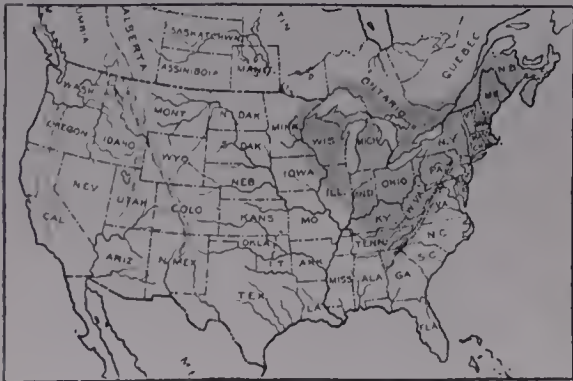 UMBIA
ALBERTA
SASKATCHWN
ASSINIBOIA
MANIT
ONTARIO
QUEBEC
N.B.
ME
WASH
MONT
N DAK
MINN
OREGON
IDAHO
S DAK
WIS
MICH
N.Y.
WYO
NEB
IOWA
PA
NEV
UTAH
COLO
KANS
MO
ILL
IND
OHIO
W.VA
VA
CAL
KY
N.C.
TENN
ARIZ
N MEX
OKLA
I T
ARK
S.C.
TEX
LA
MISS
ALA
GA
FLA